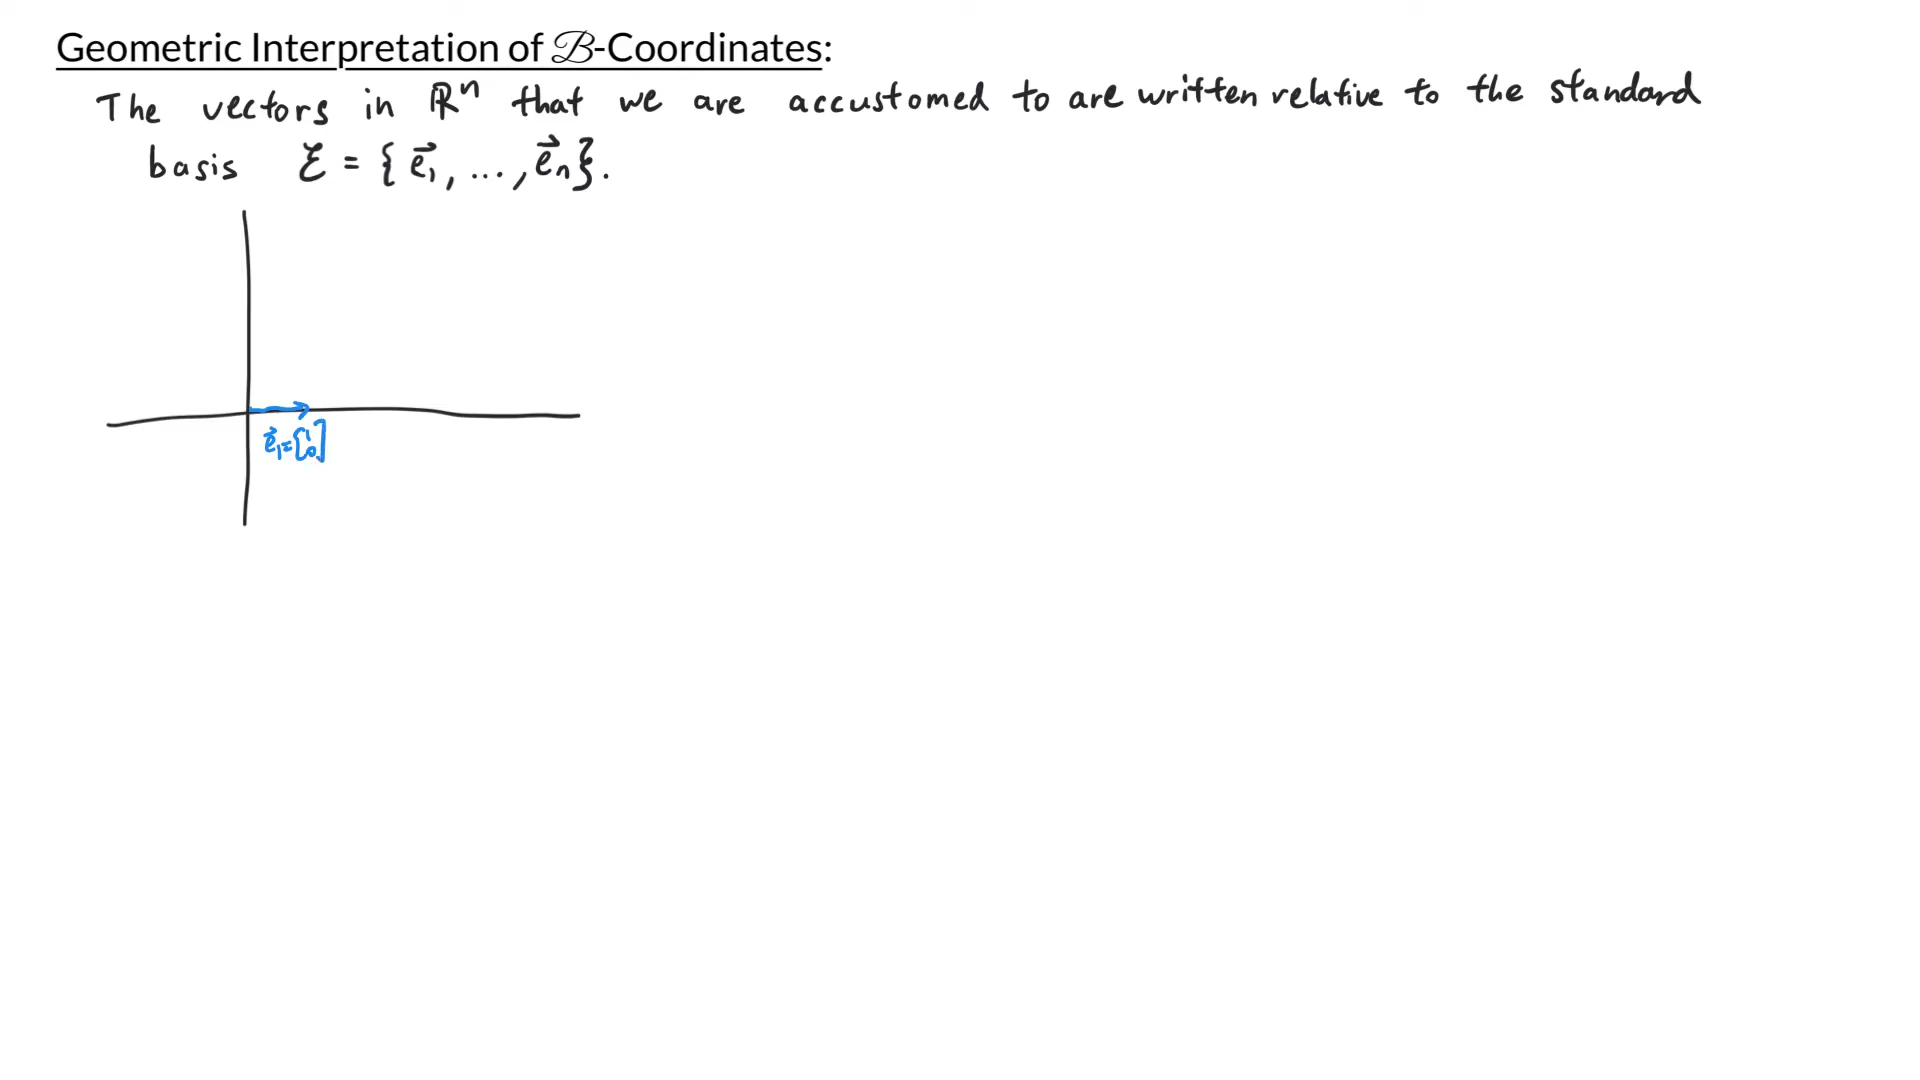 Geometric Interpretation of ℬ-Coordinates:
The vectors in ℝⁿ that we are accustomed to are written relative to the standard
basis ℰ = {e⃗₁, ..., e⃗ₙ}.
e⃗₁=[1 0]